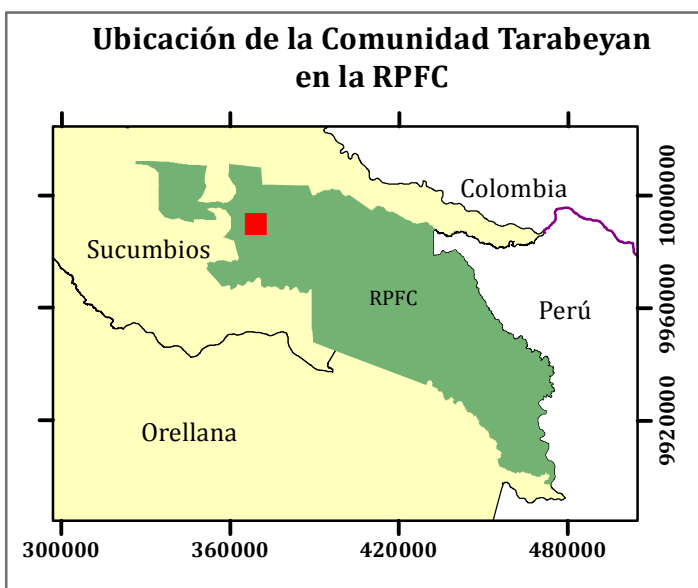 Ubicación de la Comunidad Tarabeyan
en la RPFC
Colombia
Sucumbios
RPFC
Perú
Orellana
10000000
9960000
9920000
300000
360000
420000
480000